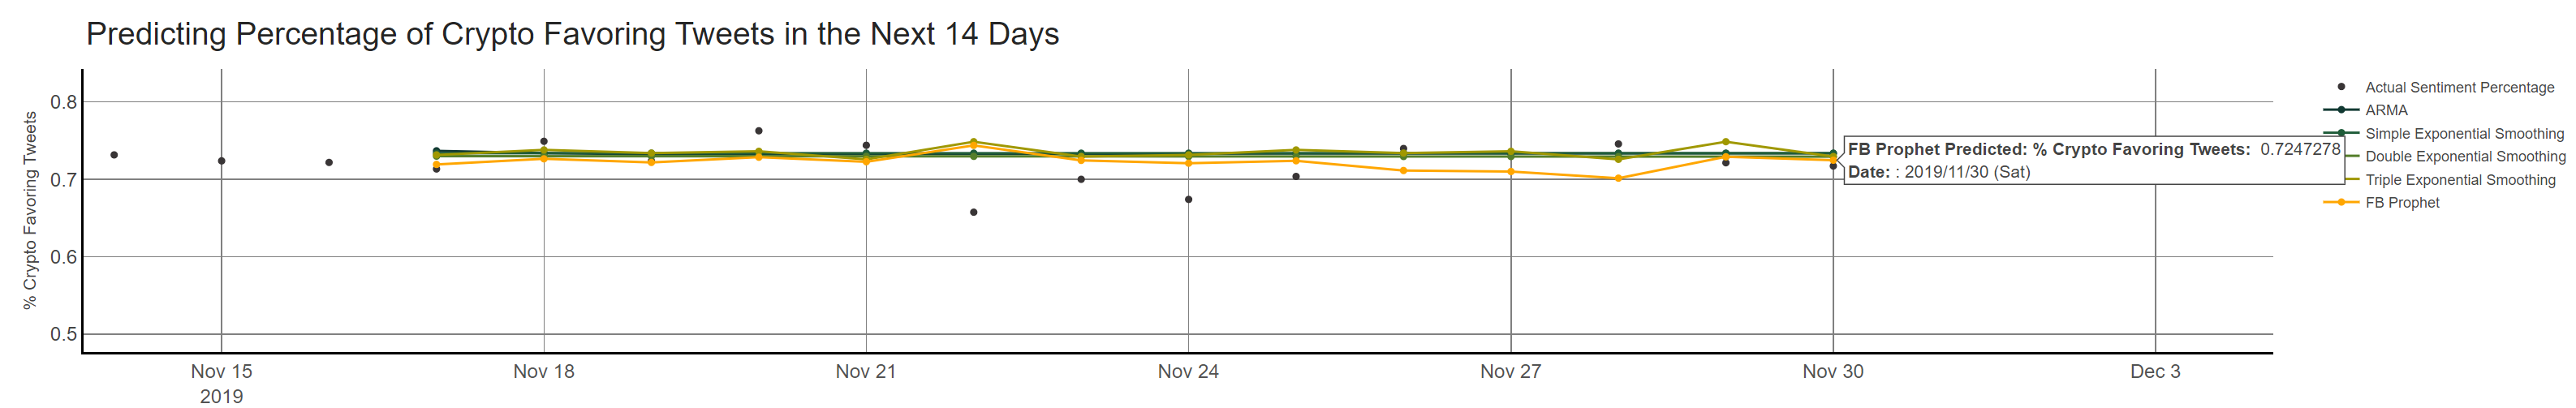 Predicting Percentage of Crypto Favoring Tweets in the Next 14 Days
% Crypto Favoring Tweets
0.8
0.7
0.6
0.5
Nov 15
2019
Nov 18
Nov 21
Nov 24
Nov 27
Nov 30
Dec 3
FB Prophet Predicted: % Crypto Favoring Tweets: 0.7247278
Date: : 2019/11/30 (Sat)
Actual Sentiment Percentage
ARMA
Simple Exponential Smoothing
Double Exponential Smoothing
Triple Exponential Smoothing
FB Prophet